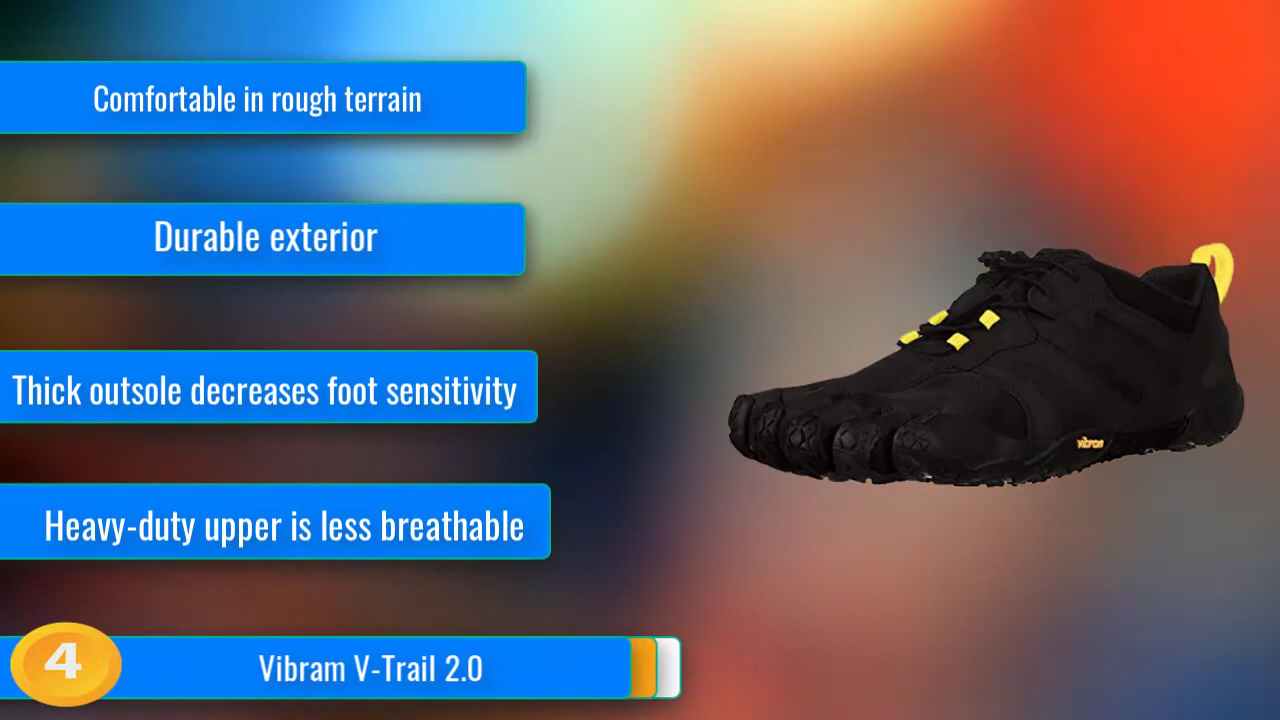 Comfortable in rough terrain
Durable exterior
Thick outsole decreases foot sensitivity
vibram
Heavy-duty upper is less breathable
4
Vibram V-Trail 2.0